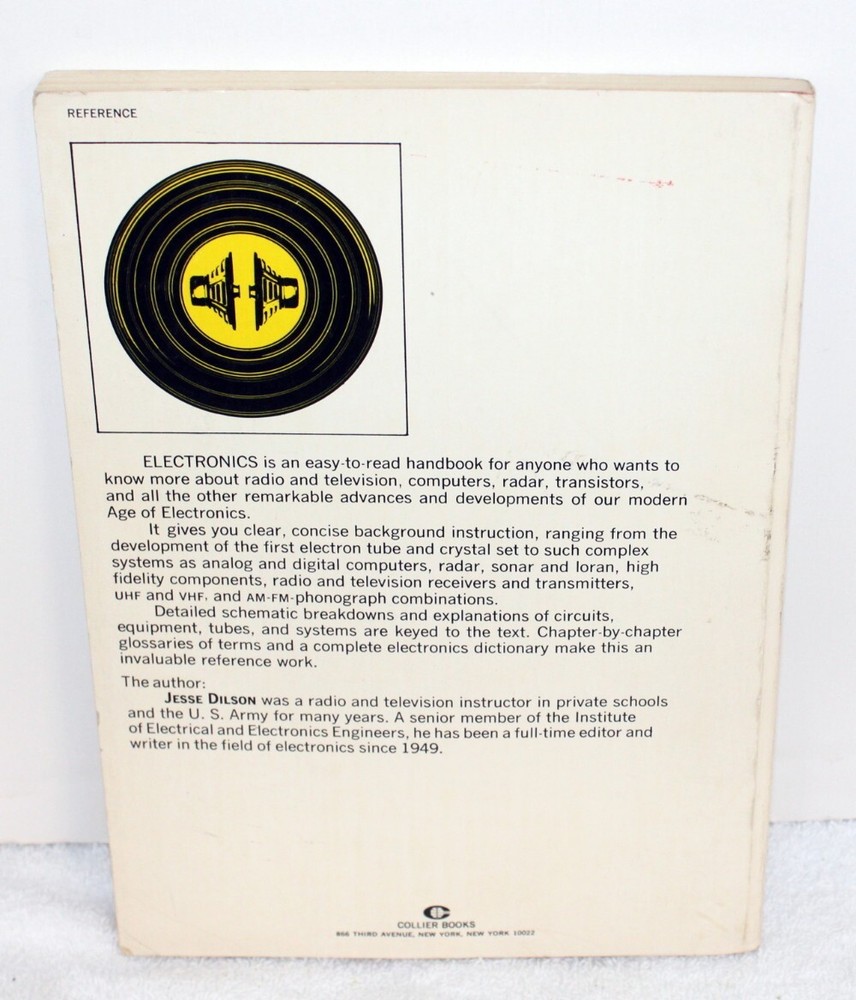 REFERENCE
ELECTRONICS is an easy-to-read handbook for anyone who wants to
know more about radio and television, computers, radar, transistors,
and all the other remarkable advances and developments of our modern
Age of Electronics.
It gives you clear, concise background instruction, ranging from the
development of the first electron tube and crystal set to such complex
systems as analog and digital computers, radar, sonar and loran, high
fidelity components, radio and television receivers and transmitters,
UHF and VHF, and AM-FM-phonograph combinations.
Detailed schematic breakdowns and explanations of circuits,
equipment, tubes, and systems are keyed to the text. Chapter-by-chapter
glossaries of terms and a complete electronics dictionary make this an
invaluable reference work.
The author:
JESSE DILSON was a radio and television instructor in private schools
and the U. S. Army for many years. A senior member of the Institute
of Electrical and Electronics Engineers, he has been a full-time editor and
writer in the field of electronics since 1949.
COLLIER BOOKS
866 THIRD AVENUE, NEW YORK, NEW YORK 10022